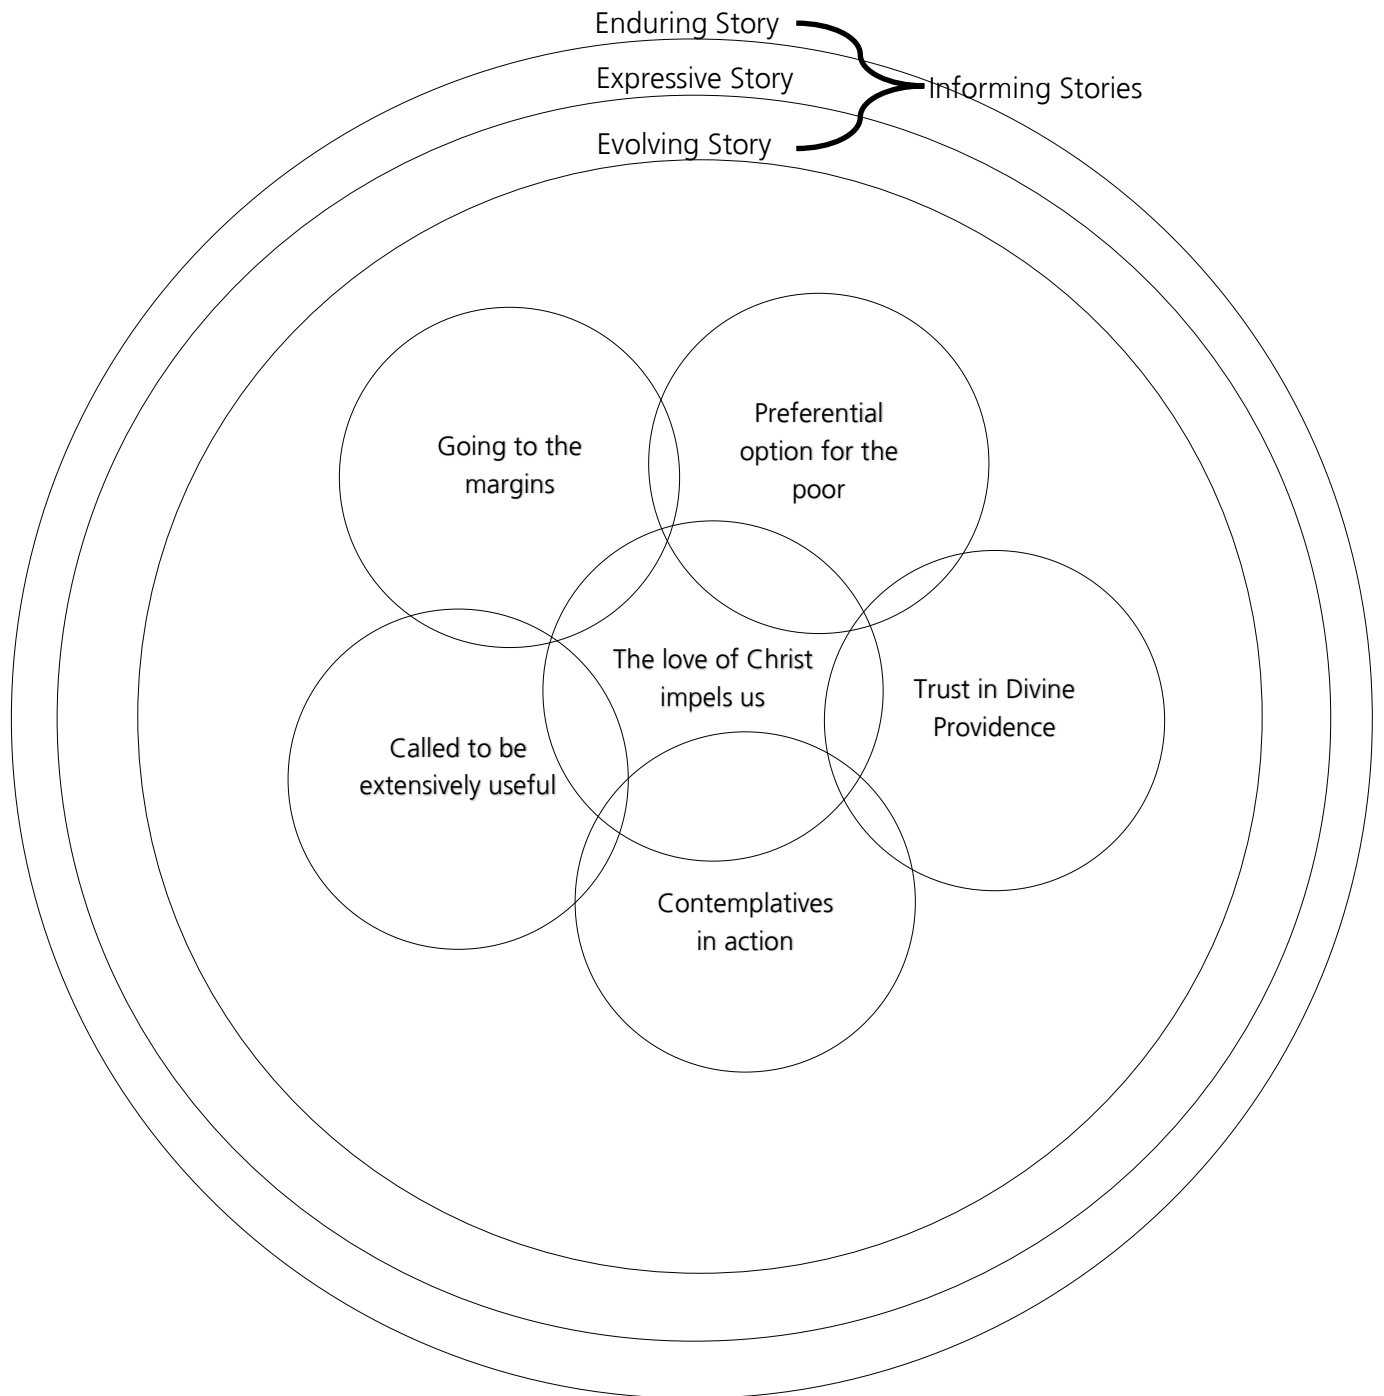 Enduring Story
Expressive Story
Informing Stories
Evolving Story
Going to the
margins
Preferential
option for the
poor
The love of Christ
impels us
Trust in Divine
Providence
Called to be
extensively useful
Contemplatives
in action